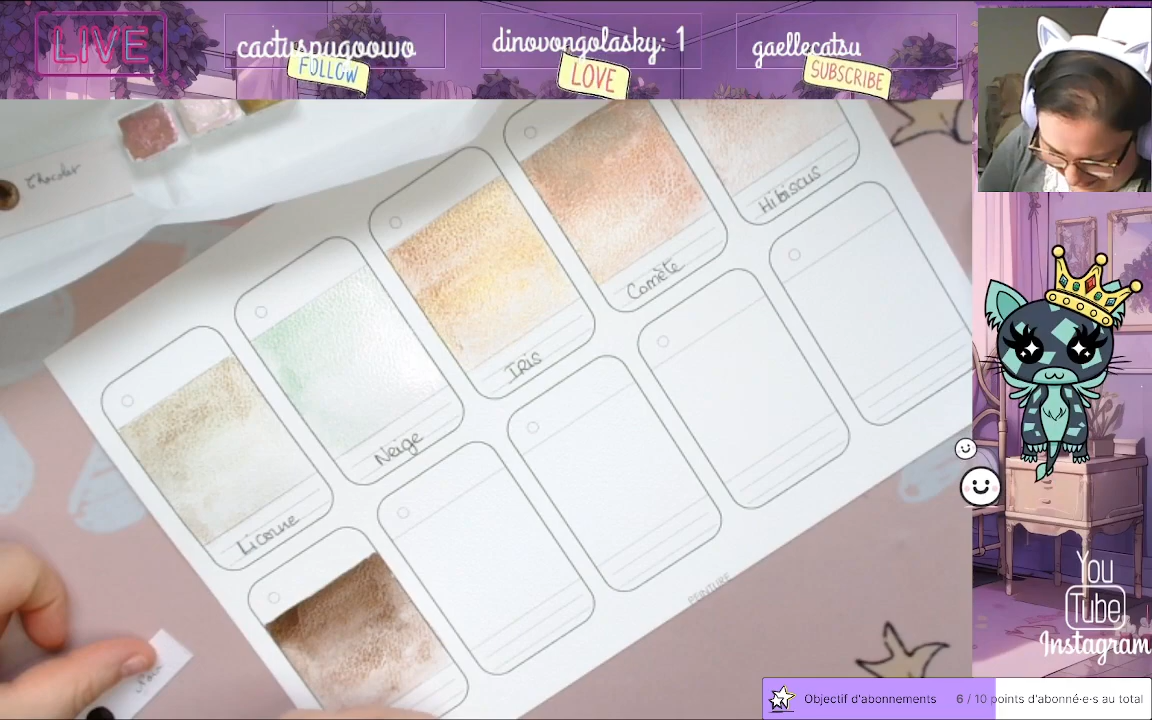 LIVE
cactuspugoowo
FOLLOW
dinovongolasky: 1
LOVE
gaellecatsu
SUBSCRIBE
Chocolat
Hibiscus
Comète
IRIS
Neige
Licorne
PEINTURE
You
Tube
Instagram
Objectif d'abonnements 6 / 10 points d'abonné·e·s au total